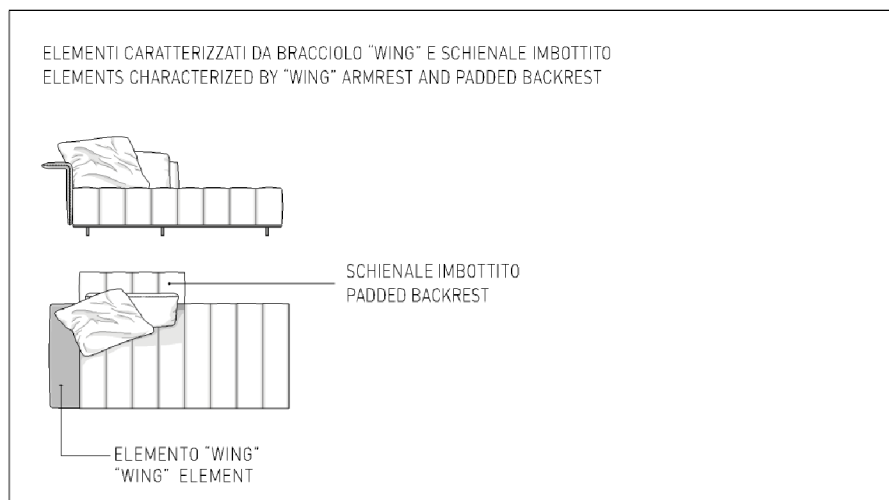 ELEMENTI CARATTERIZZATI DA BRACCIOLO “WING” E SCHIENALE IMBOTTITO
ELEMENTS CHARACTERIZED BY “WING” ARMREST AND PADDED BACKREST
SCHIENALE IMBOTTITO
PADDED BACKREST
ELEMENTO “WING”
“WING” ELEMENT